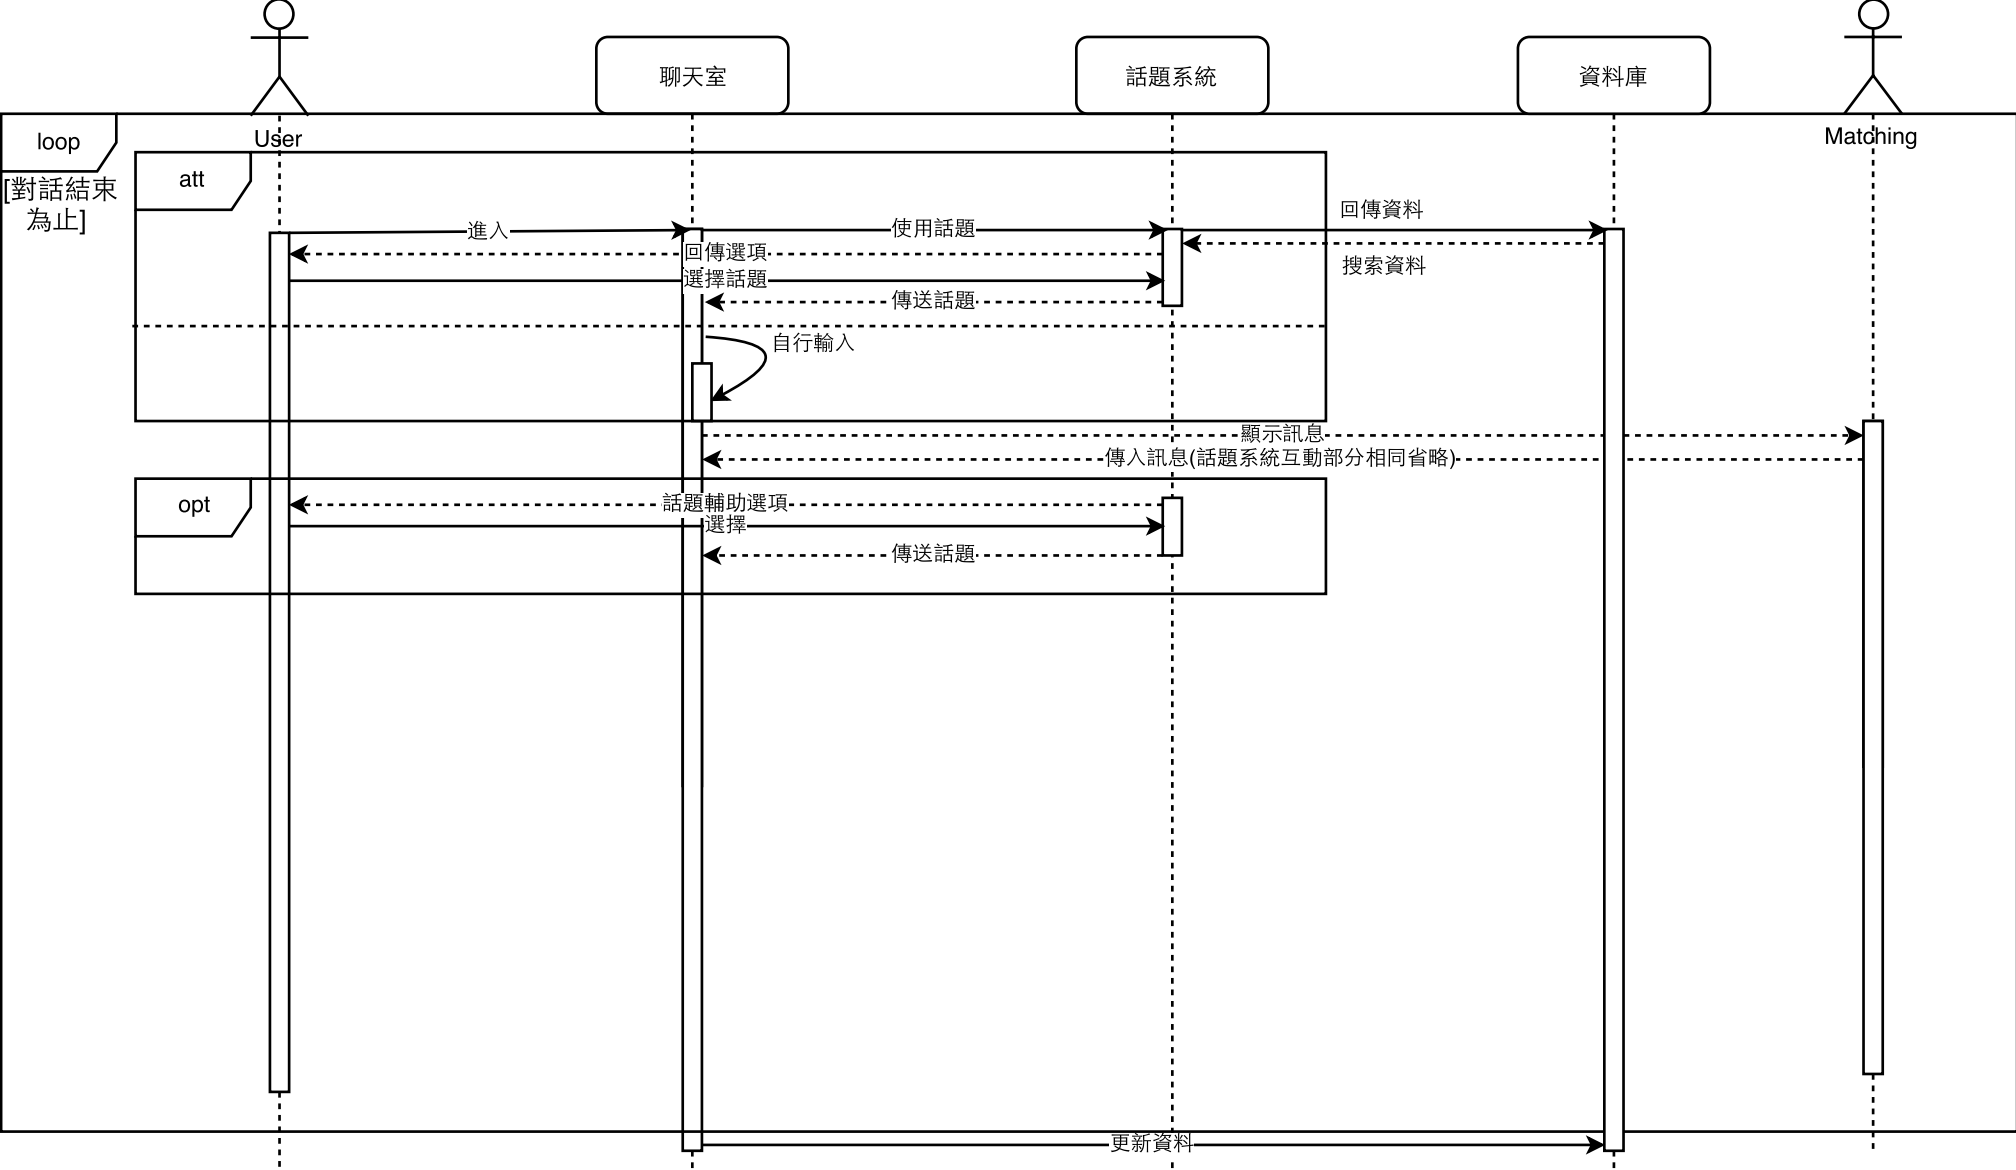 聊天室
話題系統
資料庫
loop
User
Matching
[對話結束
為止]
att
進入
使用話題
回傳資料
回傳選項
搜索資料
選擇話題
傳送話題
自行輸入
顯示訊息
傳入訊息(話題系統互動部分相同省略)
opt
話題輔助選項
選擇
傳送話題
更新資料